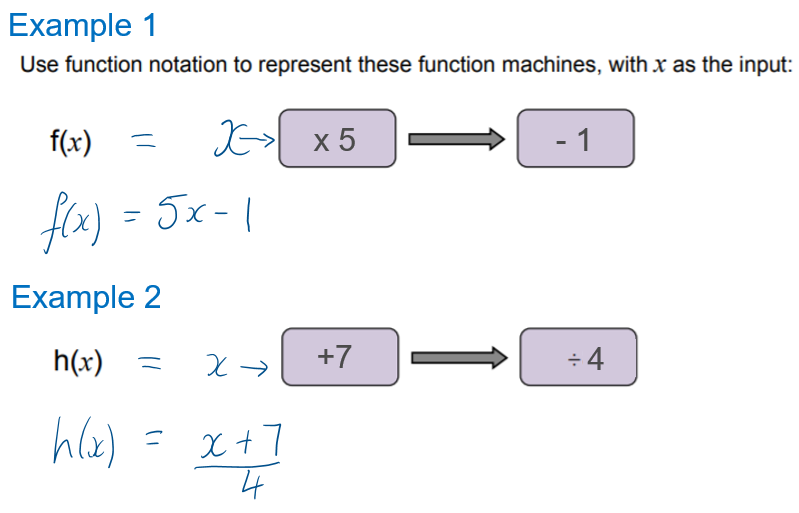 Example 1
Use function notation to represent these function machines, with x as the input:
f(x) = x → x 5 - 1
f(x) = 5x - 1
Example 2
h(x) = x → +7 ÷ 4
h(x) = x + 7
4